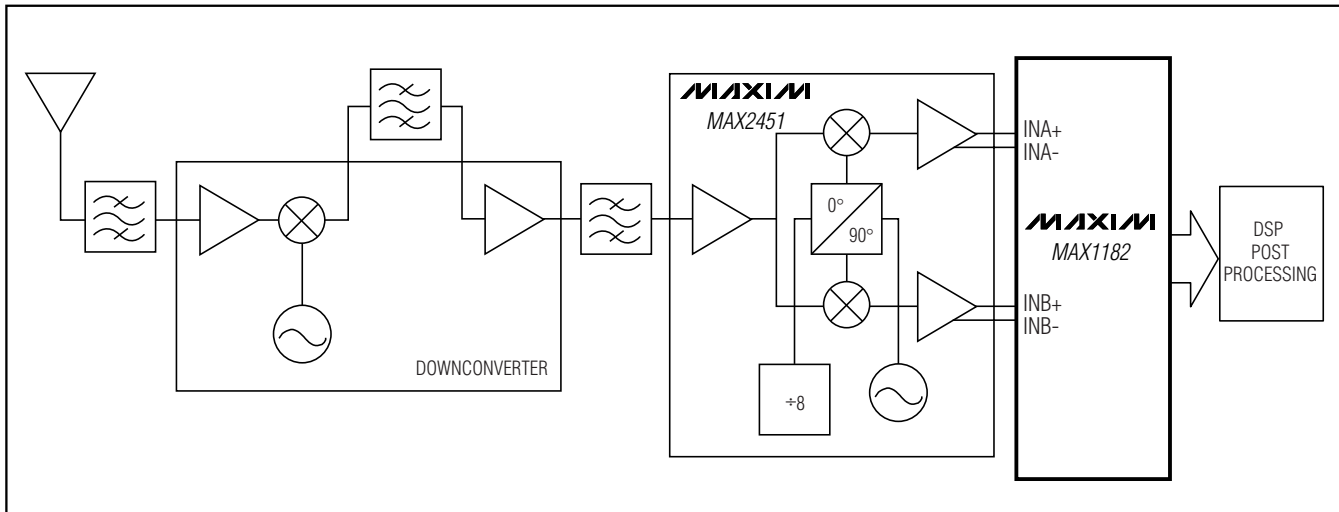 DOWNCONVERTER
MAXIM
MAX2451
0°
90°
÷8
INA+
INA-
MAXIM
MAX1182
INB+
INB-
DSP
POST
PROCESSING